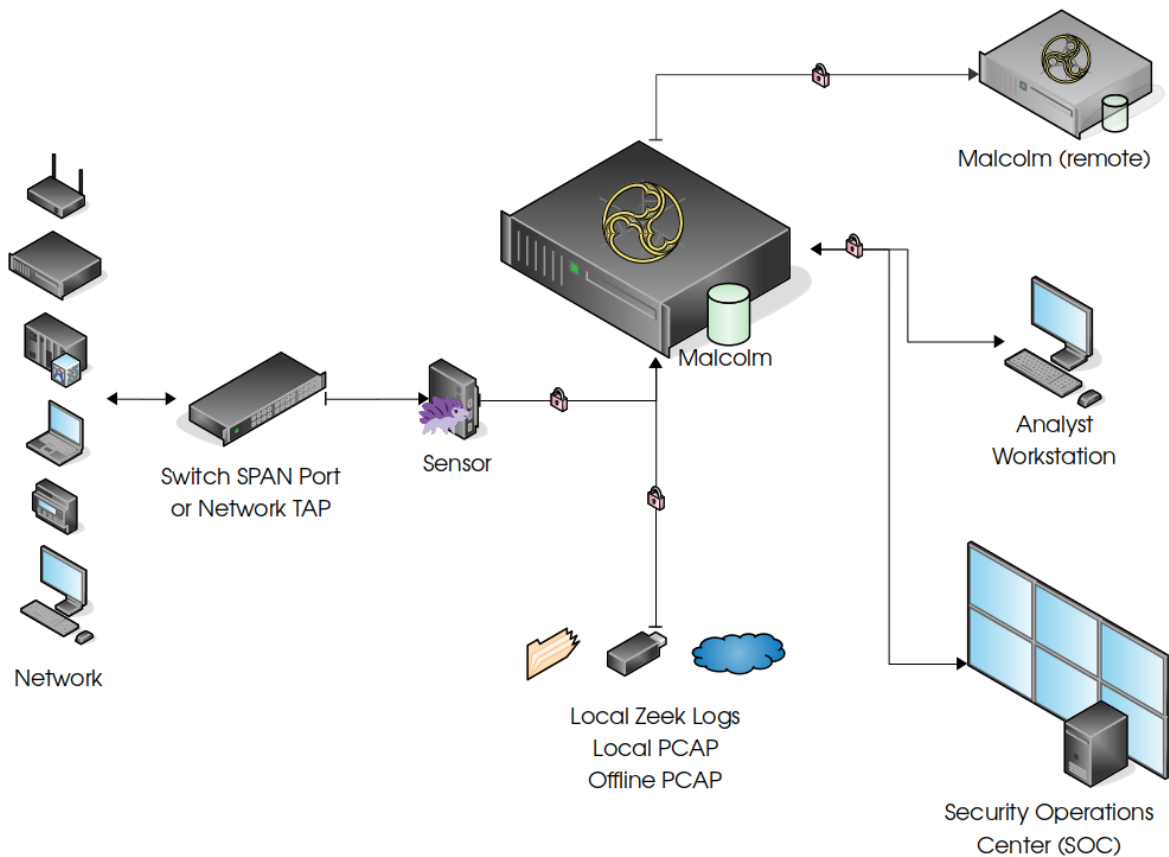 Malcolm (remote)
Malcolm
Switch SPAN Port
or Network TAP
Sensor
Analyst
Workstation
Network
Local Zeek Logs
Local PCAP
Offline PCAP
Security Operations
Center (SOC)